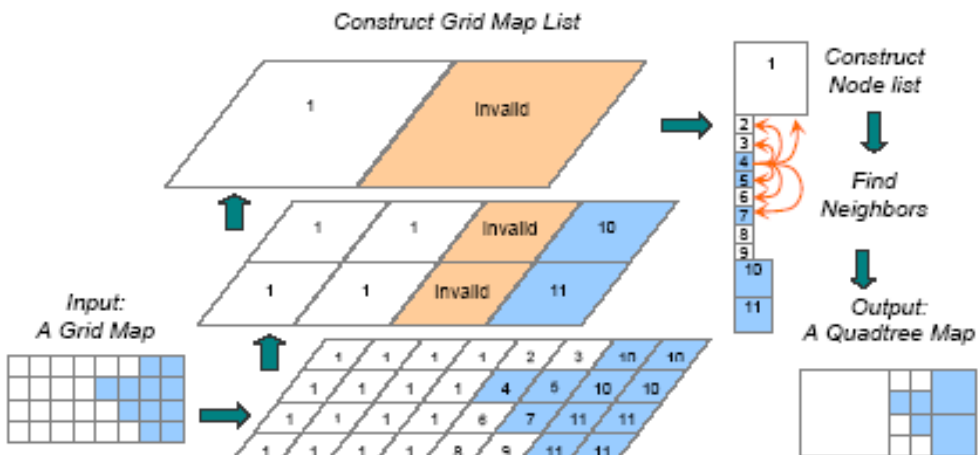 Construct Grid Map List
1 Invalid
1 1 Invalid 10
1 1 Invalid 11
1 1 1 1 2 3 10 10
1 1 1 1 4 5 10 10
1 1 1 1 6 7 11 11
1 1 1 1 8 9 11 11
Input:
A Grid Map
1
2
3
4
5
6
7
8
9
10
11
Construct
Node list
Find
Neighbors
Output:
A Quadtree Map